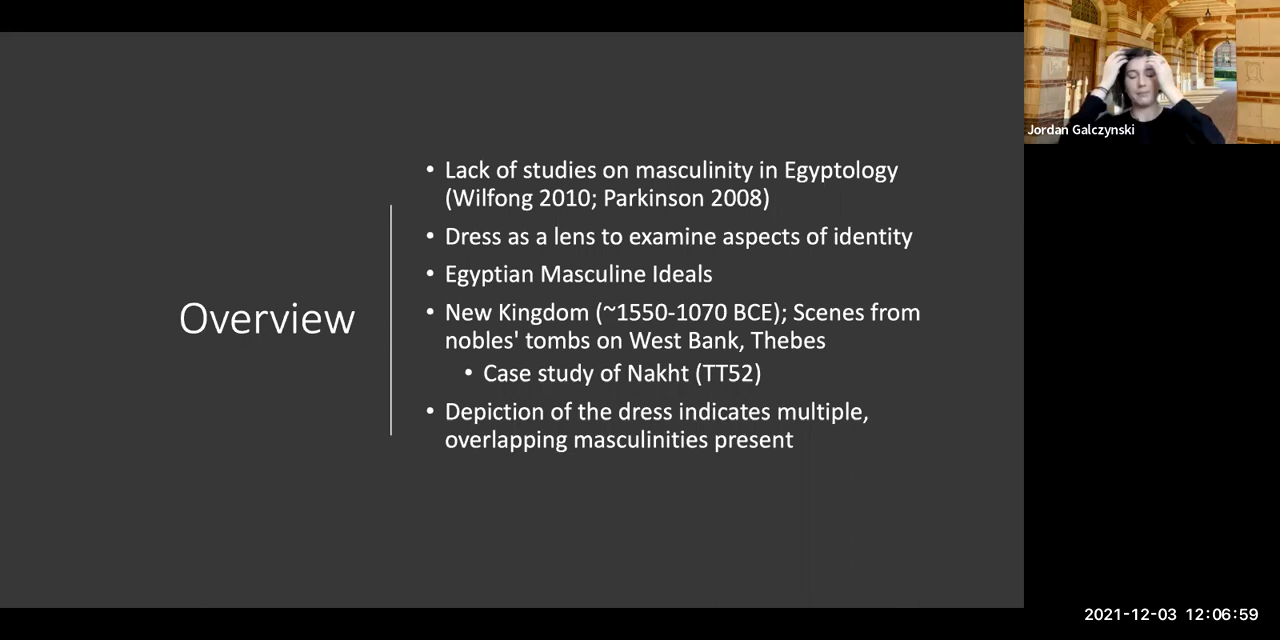 Overview
• Lack of studies on masculinity in Egyptology
(Wilfong 2010; Parkinson 2008)
• Dress as a lens to examine aspects of identity
• Egyptian Masculine Ideals
• New Kingdom (~1550-1070 BCE); Scenes from
nobles' tombs on West Bank, Thebes
• Case study of Nakht (TT52)
• Depiction of the dress indicates multiple,
overlapping masculinities present
Jordan Galczynski
2021-12-03 12:06:59